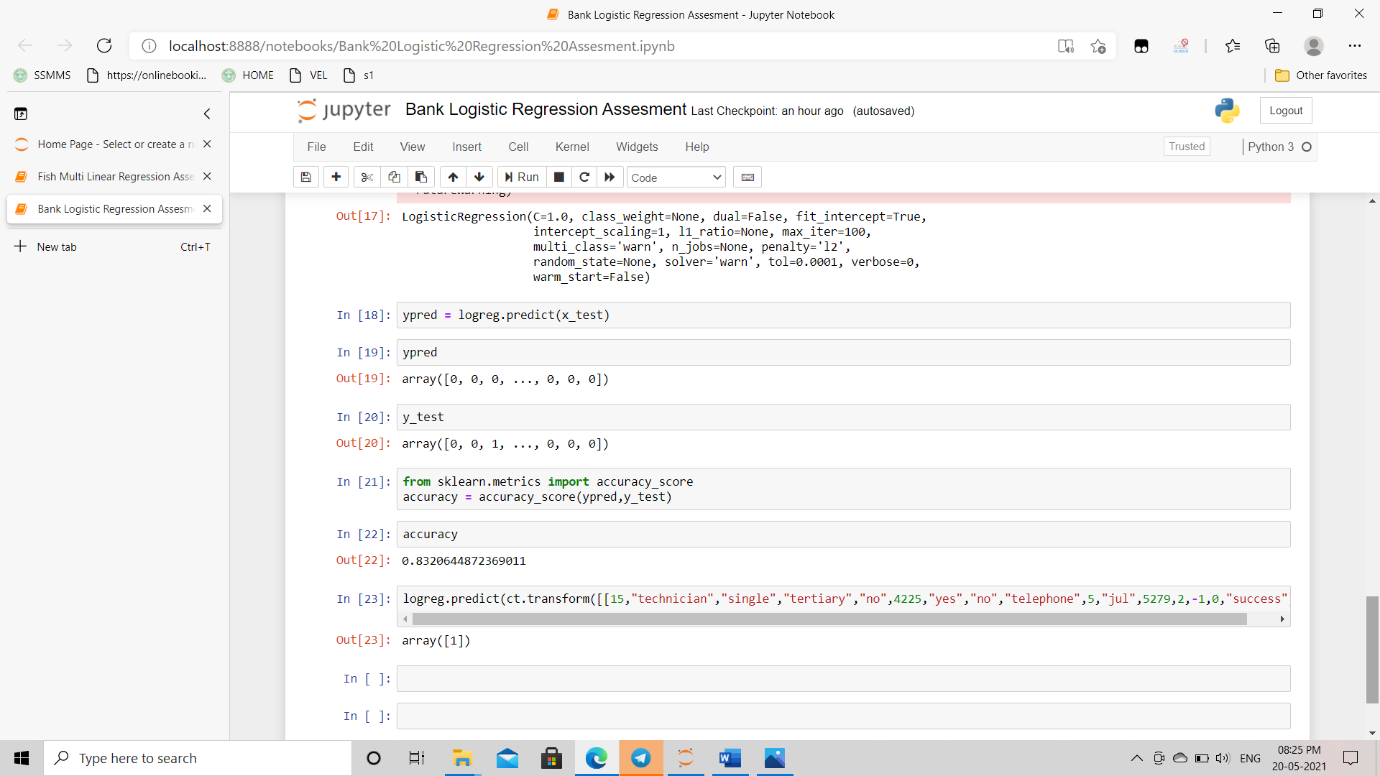 Bank Logistic Regression Assesment - Jupyter Notebook
localhost:8888/notebooks/Bank%20Logistic%20Regression%20Assesment.ipynb
SSMMS https://onlinebooki... HOME VEL s1 Other favorites
Home Page - Select or create a n
Fish Multi Linear Regression Asse
Bank Logistic Regression Assesm
New tab Ctrl+T
jupyter Bank Logistic Regression Assesment Last Checkpoint: an hour ago (autosaved) Logout
File Edit View Insert Cell Kernel Widgets Help Trusted Python 3
Run Code
Out[17]: LogisticRegression(C=1.0, class_weight=None, dual=False, fit_intercept=True,
intercept_scaling=1, l1_ratio=None, max_iter=100,
multi_class='warn', n_jobs=None, penalty='l2',
random_state=None, solver='warn', tol=0.0001, verbose=0,
warm_start=False)
In [18]: ypred = logreg.predict(x_test)
In [19]: ypred
Out[19]: array([0, 0, 0, ..., 0, 0, 0])
In [20]: y_test
Out[20]: array([0, 0, 1, ..., 0, 0, 0])
In [21]: from sklearn.metrics import accuracy_score
accuracy = accuracy_score(ypred,y_test)
In [22]: accuracy
Out[22]: 0.8320644872369011
In [23]: logreg.predict(ct.transform([[15,"technician","single","tertiary","no",4225,"yes","no","telephone",5,"jul",5279,2,-1,0,"success"
Out[23]: array([1])
In [ ]:
In [ ]:
Type here to search
ENG
08:25 PM
20-05-2021